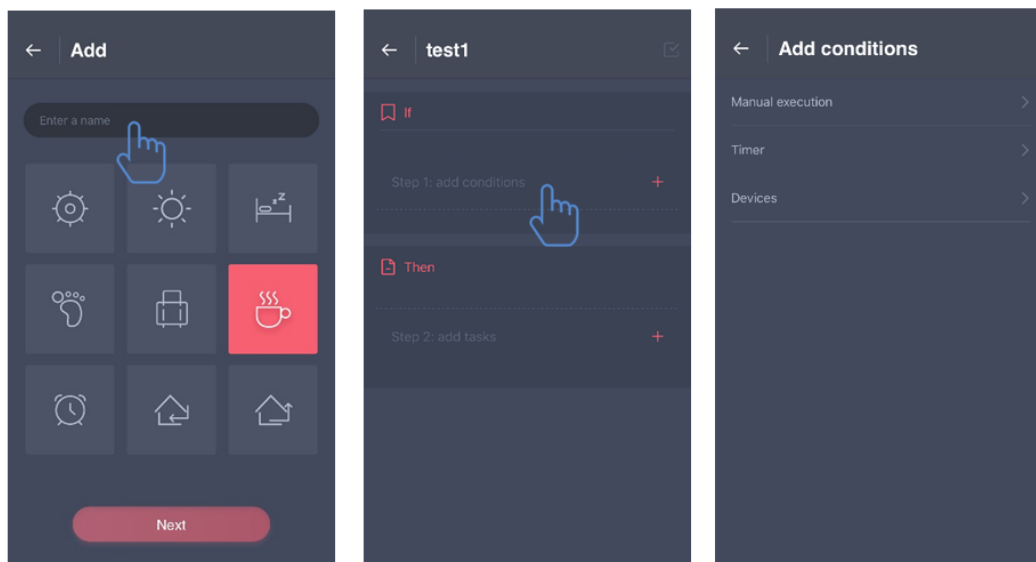 Add
Enter a name
z z
Next
test1
If
Step 1: add conditions
Then
Step 2: add tasks
Add conditions
Manual execution
Timer
Devices